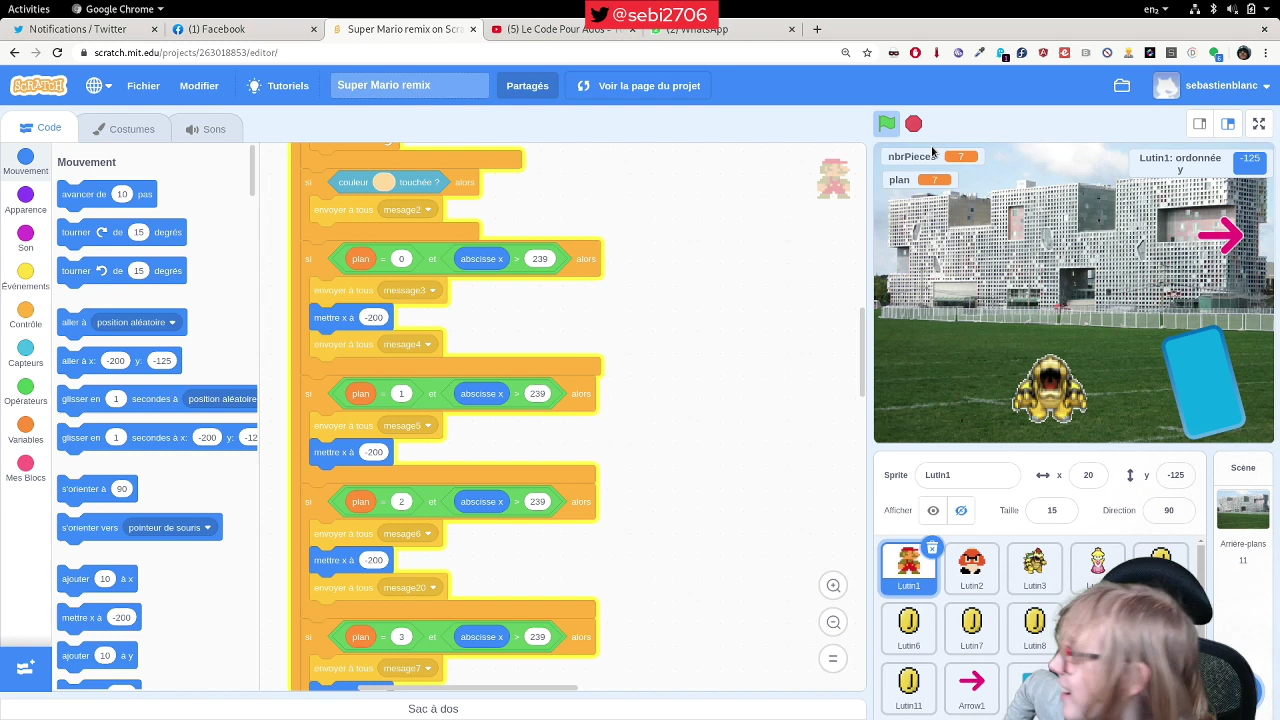 Activités
Google Chrome
@sebi2706
en₂
Notifications / Twitter
(1) Facebook
Super Mario remix on Scr
(5) Le Code Pour Ados - T
(2) WhatsApp
scratch.mit.edu/projects/263018853/editor/
SCRATCH
Fichier
Modifier
Tutoriels
Super Mario remix
Partagés
Voir la page du projet
sebastienblanc
Code
Costumes
Sons
Mouvement
Apparence
Son
Événements
Contrôle
Capteurs
Opérateurs
Variables
Mes Blocs
Mouvement
avancer de 10 pas
tourner de 15 degrés
tourner de 15 degrés
aller à position aléatoire
aller à x: -200 y: -125
glisser en 1 secondes à position aléatoire
glisser en 1 secondes à x: -200 y: -12
s'orienter à 90
s'orienter vers pointeur de souris
ajouter 10 à x
mettre x à -200
ajouter 10 à y
si couleur touchée ? alors
envoyer à tous mesage2
si plan = 0 et abscisse x > 239 alors
envoyer à tous message3
mettre x à -200
envoyer à tous message4
si plan = 1 et abscisse x > 239 alors
envoyer à tous mesage5
mettre x à -200
si plan = 2 et abscisse x > 239 alors
envoyer à tous mesage6
mettre x à -200
envoyer à tous mesage20
si plan = 3 et abscisse x > 239 alors
envoyer à tous mesage7
Sac à dos
nbrPieces 7
plan 7
Lutin1: ordonnée y -125
Sprite Lutin1 x 20 y -125
Afficher Taille 15 Direction 90
Scène
Arrière-plans
11
Lutin1
Lutin2
Lutin3
Lutin6
Lutin7
Lutin8
Lutin11
Arrow1